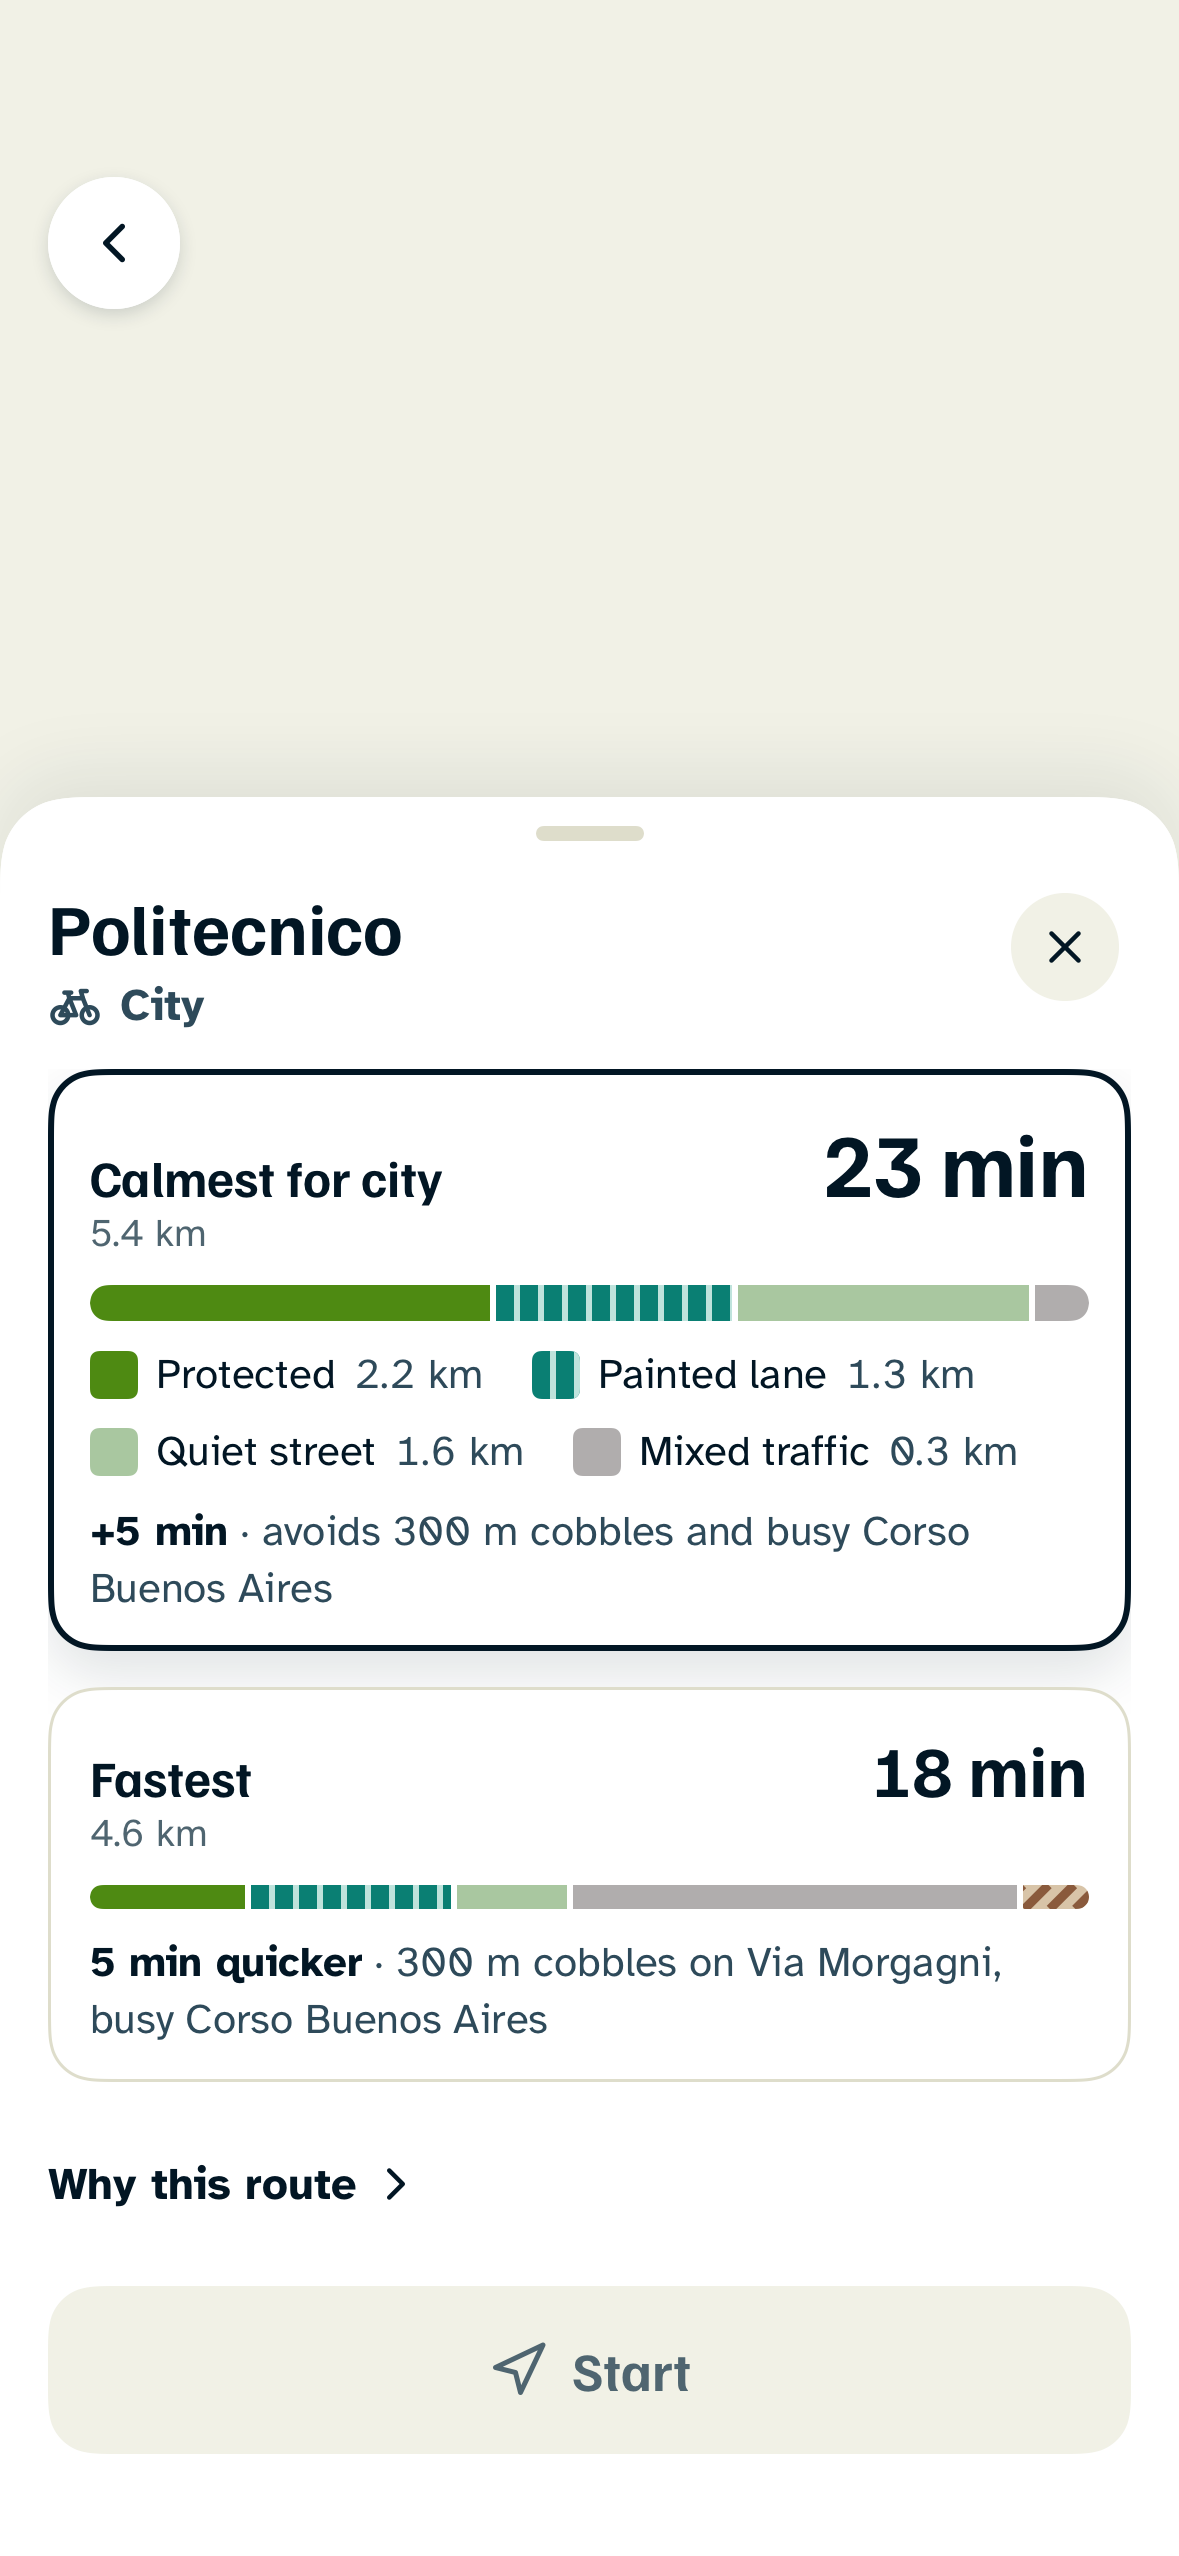 Politecnico
City
Calmest for city 23 min
5.4 km
Protected 2.2 km Painted lane 1.3 km
Quiet street 1.6 km Mixed traffic 0.3 km
+5 min · avoids 300 m cobbles and busy Corso
Buenos Aires
Fastest 18 min
4.6 km
5 min quicker · 300 m cobbles on Via Morgagni,
busy Corso Buenos Aires
Why this route
Start